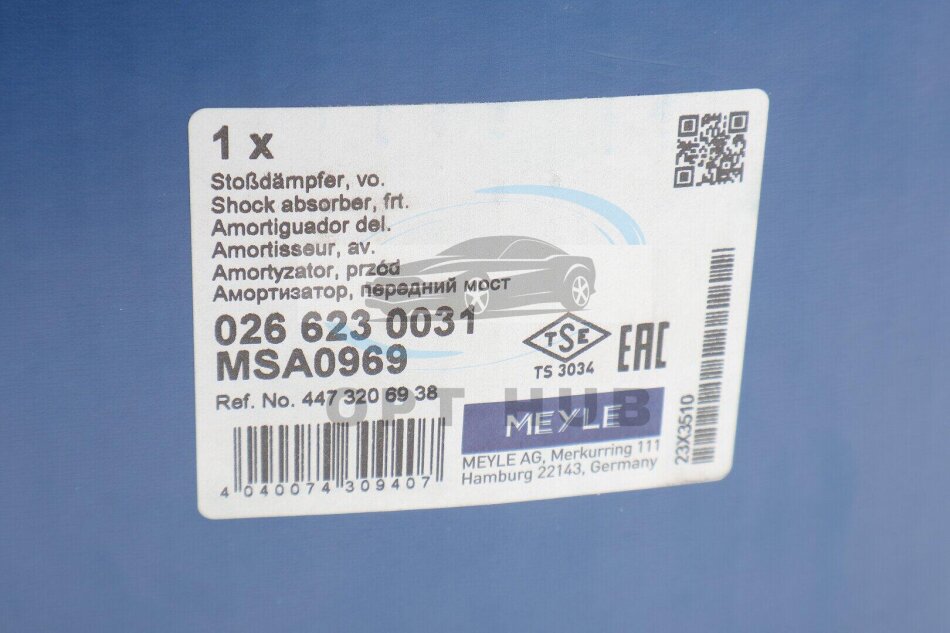 1 x
Stoßdämpfer, vo.
Shock absorber, frt.
Amortiguador del.
Amortisseur, av.
Amortyzator, przód
Амортизатор, передний мост
026 623 0031
MSA0969
Ref. No. 447 320 69 38
4 040074 309407
TSE
TS 3034
EAC
MEYLE
MEYLE AG, Merkurring 111
Hamburg 22143, Germany
23X3510
OPT HUB